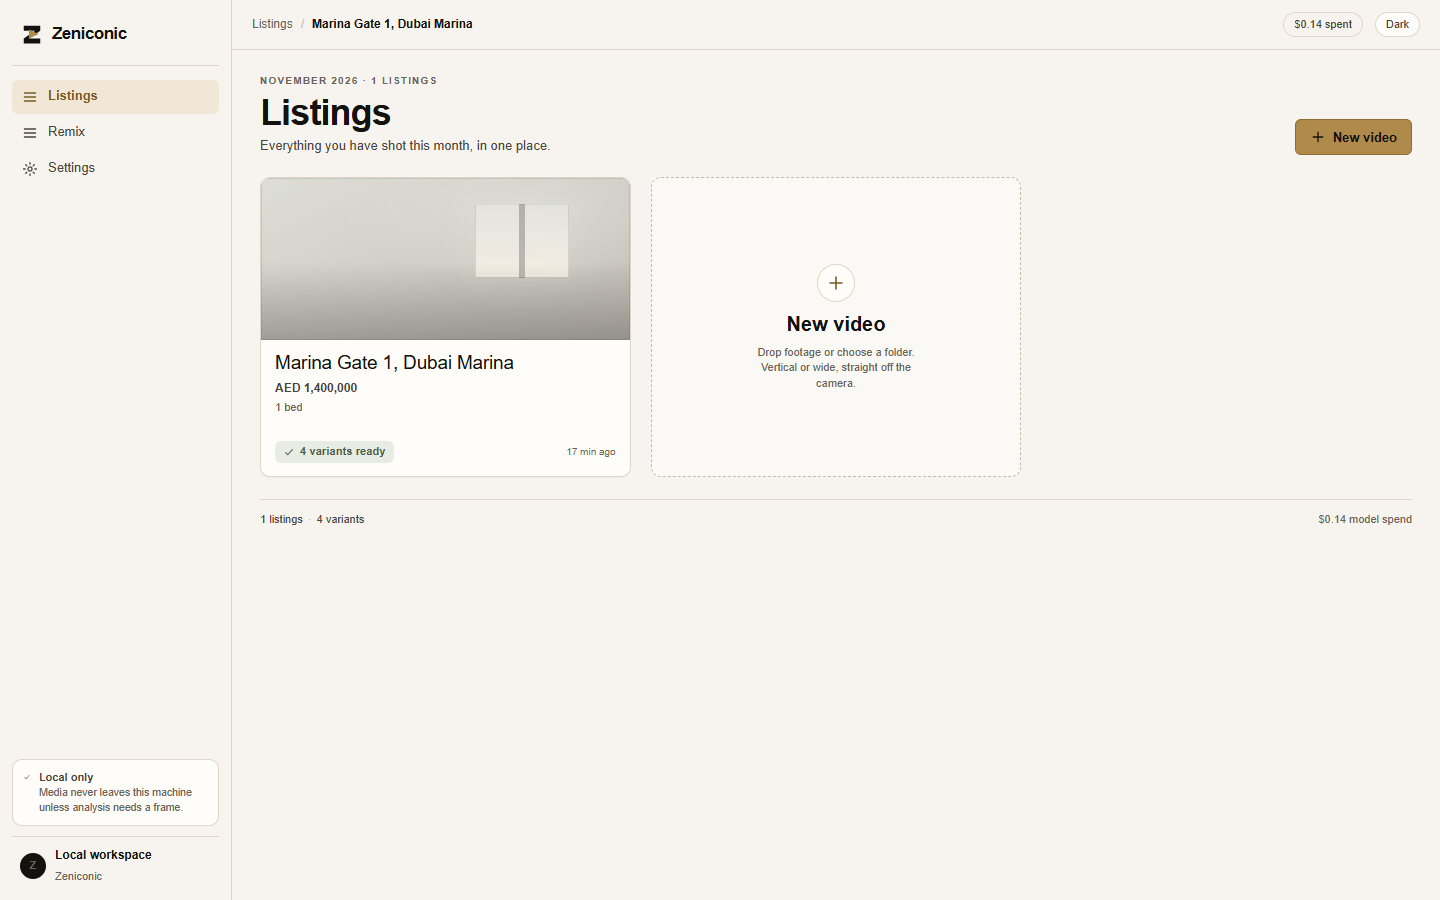 Zeniconic
Listings
Remix
Settings
Local only
Media never leaves this machine
unless analysis needs a frame.
Z
Local workspace
Zeniconic
Listings / Marina Gate 1, Dubai Marina
$0.14 spent
Dark
NOVEMBER 2026 · 1 LISTINGS
Listings
Everything you have shot this month, in one place.
New video
Marina Gate 1, Dubai Marina
AED 1,400,000
1 bed
4 variants ready
17 min ago
New video
Drop footage or choose a folder.
Vertical or wide, straight off the
camera.
1 listings · 4 variants
$0.14 model spend